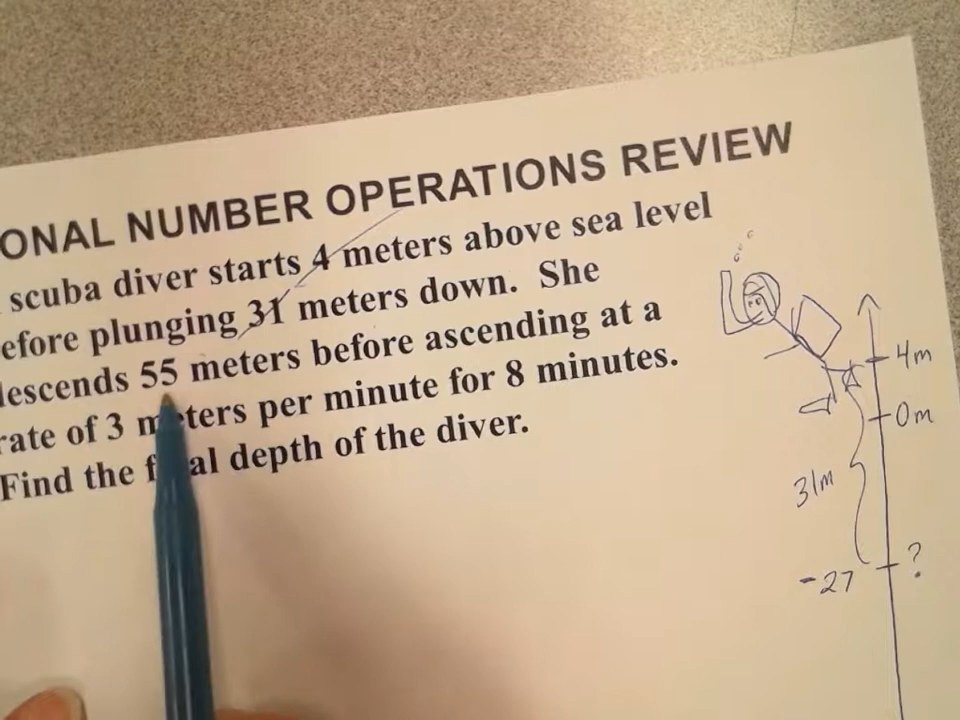 ONAL NUMBER OPERATIONS REVIEW
scuba diver starts 4 meters above sea level
efore plunging 31 meters down. She
escends 55 meters before ascending at a
rate of 3 meters per minute for 8 minutes.
Find the f al depth of the diver.
4m
0m
31m
-27 ?